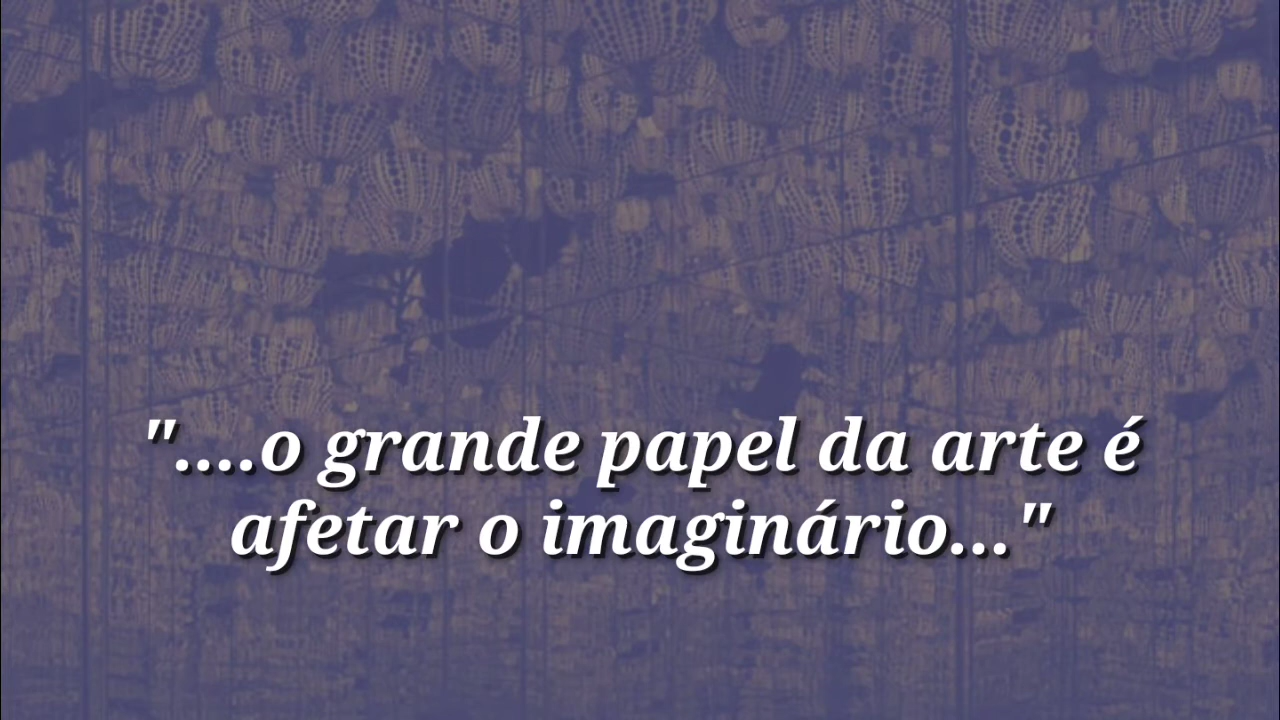 "....o grande papel da arte é
afetar o imaginário..."